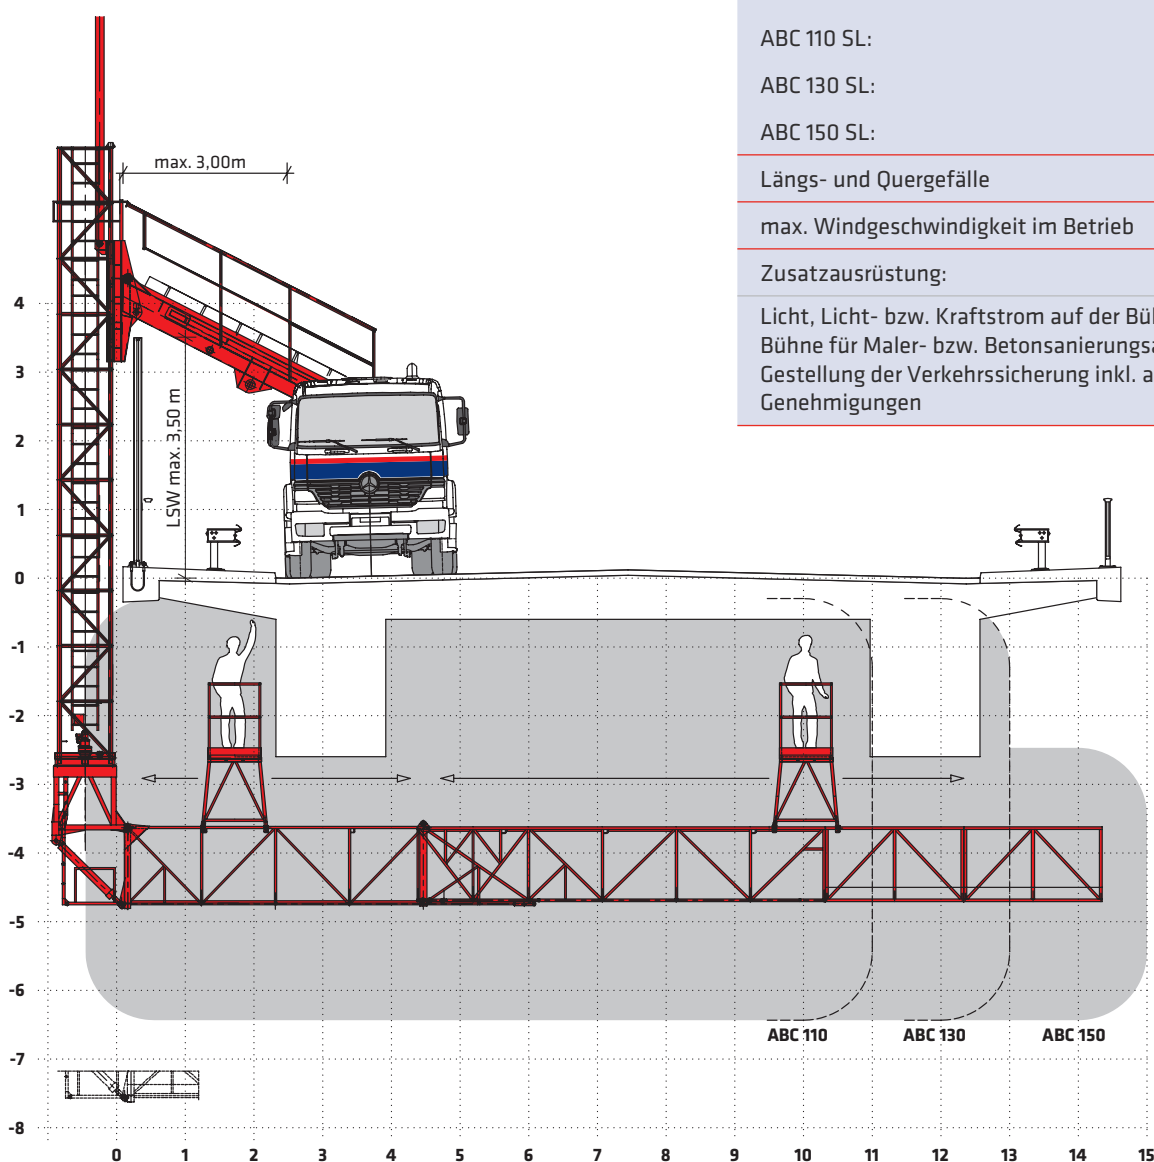 ABC 110 SL:
ABC 130 SL:
ABC 150 SL:
Längs- und Quergefälle
max. Windgeschwindigkeit im Betrieb
Zusatzausrüstung:
Licht, Licht- bzw. Kraftstrom auf der Bü
Bühne für Maler- bzw. Betonsanierungsa
Gestellung der Verkehrssicherung inkl. a
Genehmigungen
max. 3,00m
LSW max. 3,50 m
4
3
2
1
0
-1
-2
-3
-4
-5
-6
-7
-8
ABC 110 ABC 130 ABC 150
0 1 2 3 4 5 6 7 8 9 10 11 12 13 14 15